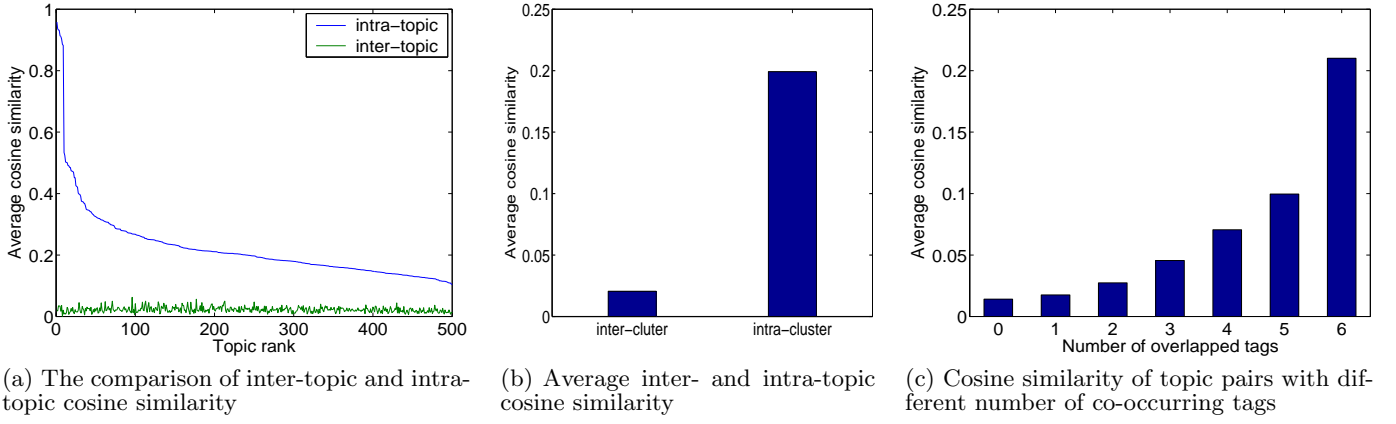 1
0.8
0.6
0.4
0.2
0
Average cosine similarity
intra-topic
inter-topic
0 100 200 300 400 500
Topic rank
(a) The comparison of inter-topic and intra-
topic cosine similarity
0.25
0.2
0.15
0.1
0.05
0
Average cosine similarity
inter-cluter intra-cluster
(b) Average inter- and intra-topic
cosine similarity
0.25
0.2
0.15
0.1
0.05
0
Average cosine similarity
0 1 2 3 4 5 6
Number of overlapped tags
(c) Cosine similarity of topic pairs with dif-
ferent number of co-occurring tags